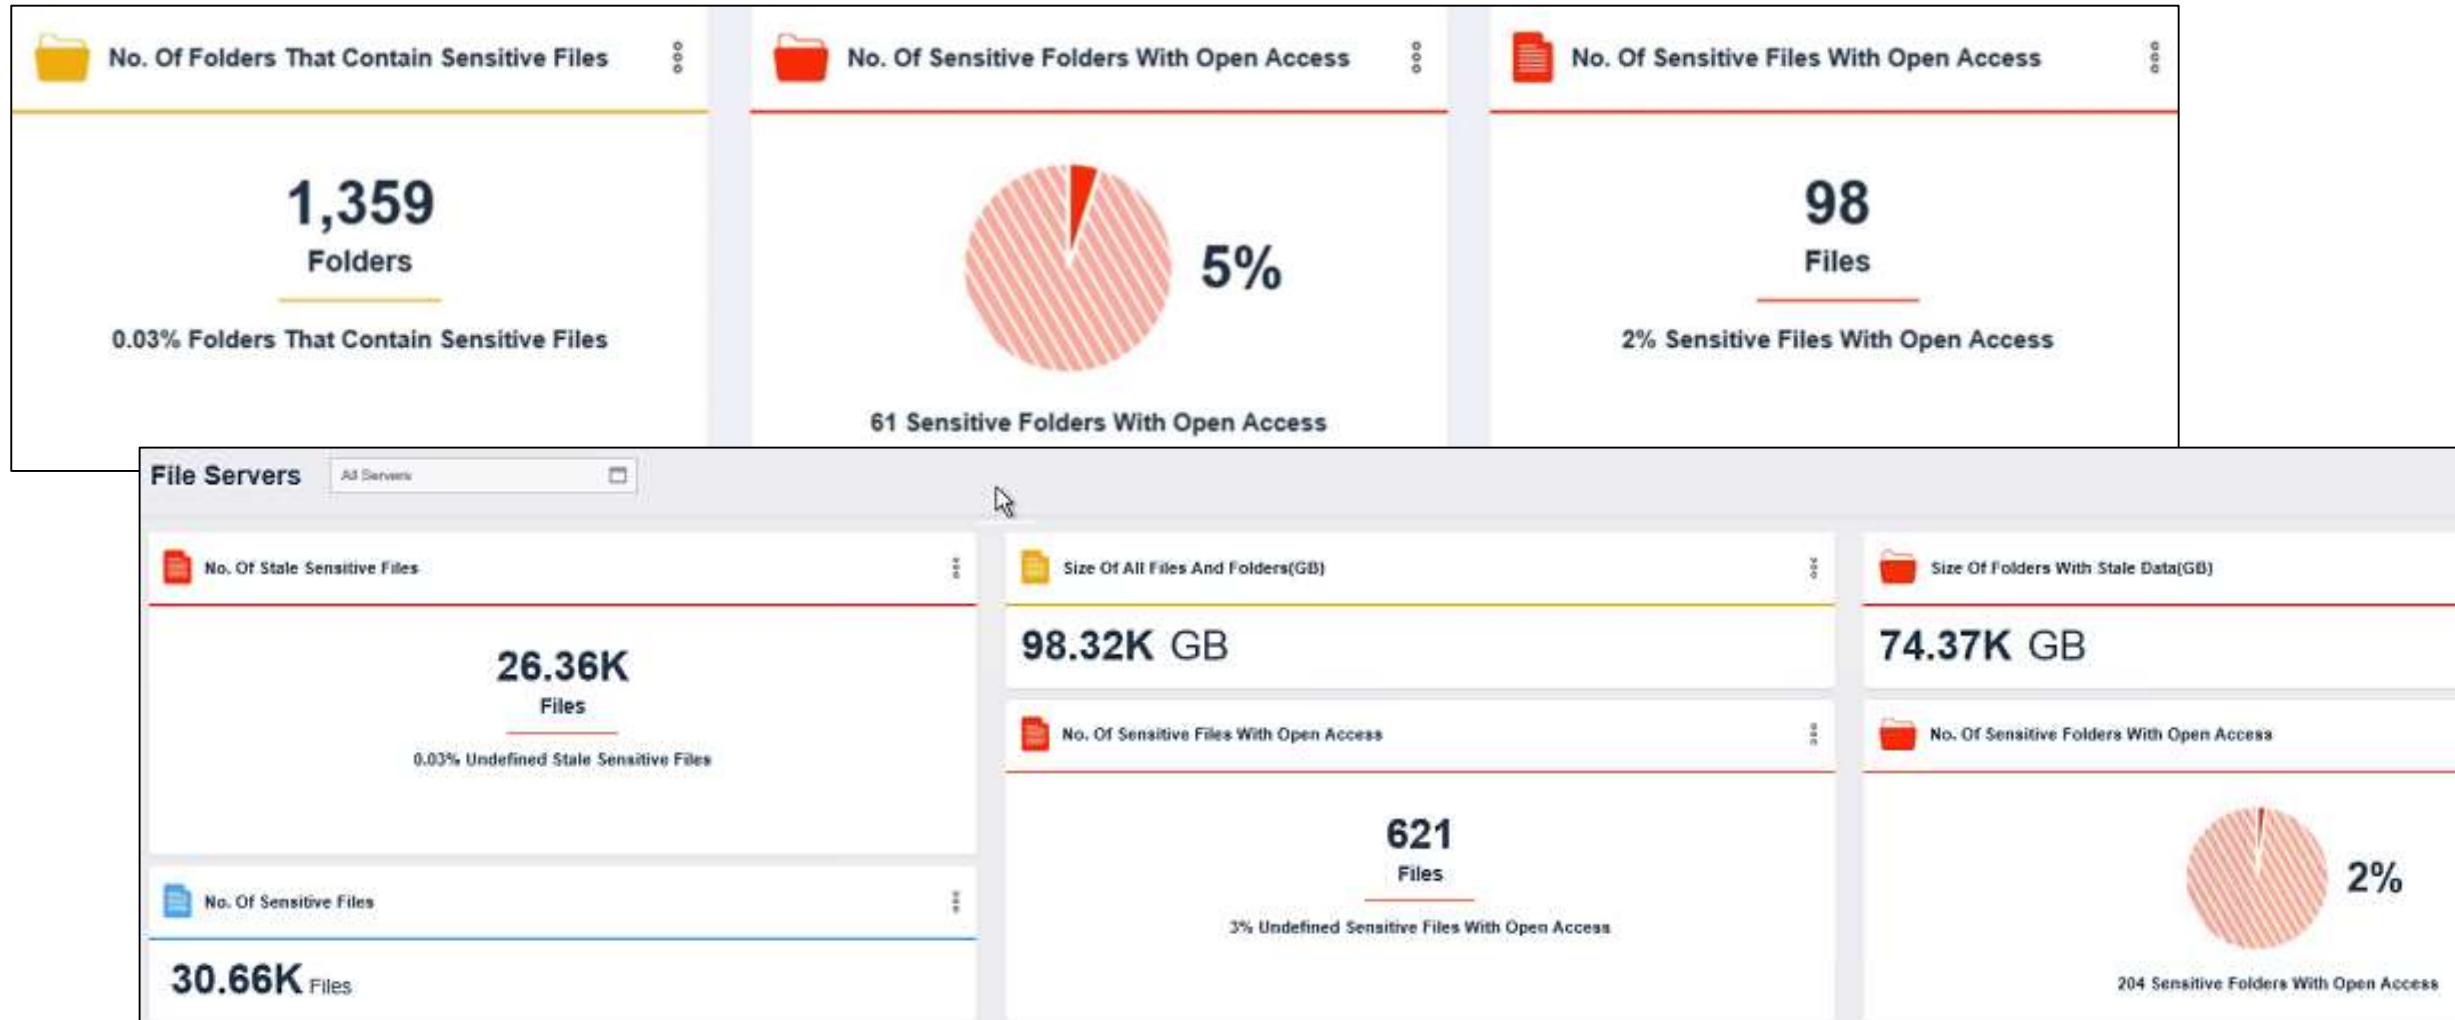 No. Of Folders That Contain Sensitive Files
1,359
Folders
0.03% Folders That Contain Sensitive Files
No. Of Sensitive Folders With Open Access
5%
61 Sensitive Folders With Open Access
No. Of Sensitive Files With Open Access
98
Files
2% Sensitive Files With Open Access
File Servers
All Servers
No. Of Stale Sensitive Files
26.36K
Files
0.03% Undefined Stale Sensitive Files
No. Of Sensitive Files
30.66K Files
Size Of All Files And Folders(GB)
98.32K GB
No. Of Sensitive Files With Open Access
621
Files
3% Undefined Sensitive Files With Open Access
Size Of Folders With Stale Data(GB)
74.37K GB
No. Of Sensitive Folders With Open Access
2%
204 Sensitive Folders With Open Access